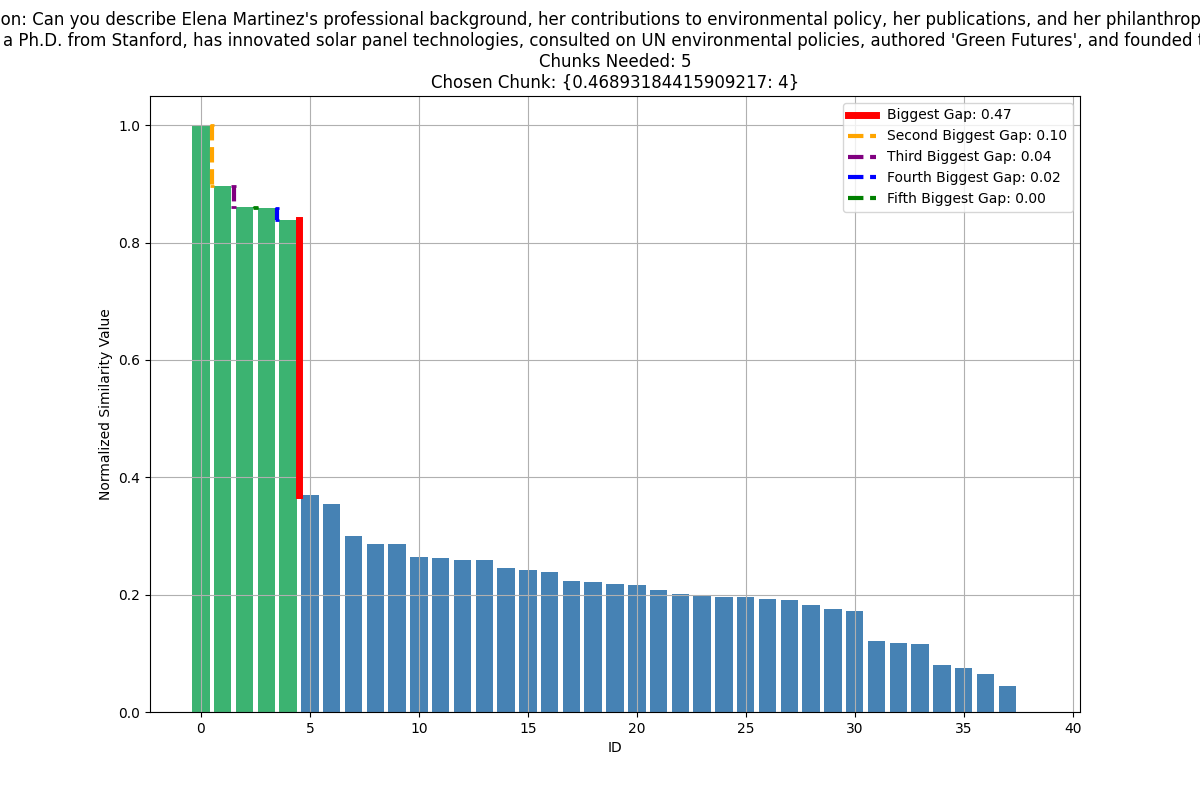 on: Can you describe Elena Martinez's professional background, her contributions to environmental policy, her publications, and her philanthrop
a Ph.D. from Stanford, has innovated solar panel technologies, consulted on UN environmental policies, authored 'Green Futures', and founded t
Chunks Needed: 5
Chosen Chunk: {0.46893184415909217: 4}
Biggest Gap: 0.47
Second Biggest Gap: 0.10
Third Biggest Gap: 0.04
Fourth Biggest Gap: 0.02
Fifth Biggest Gap: 0.00
Normalized Similarity Value
1.0
0.8
0.6
0.4
0.2
0.0
0 5 10 15 20 25 30 35 40
ID